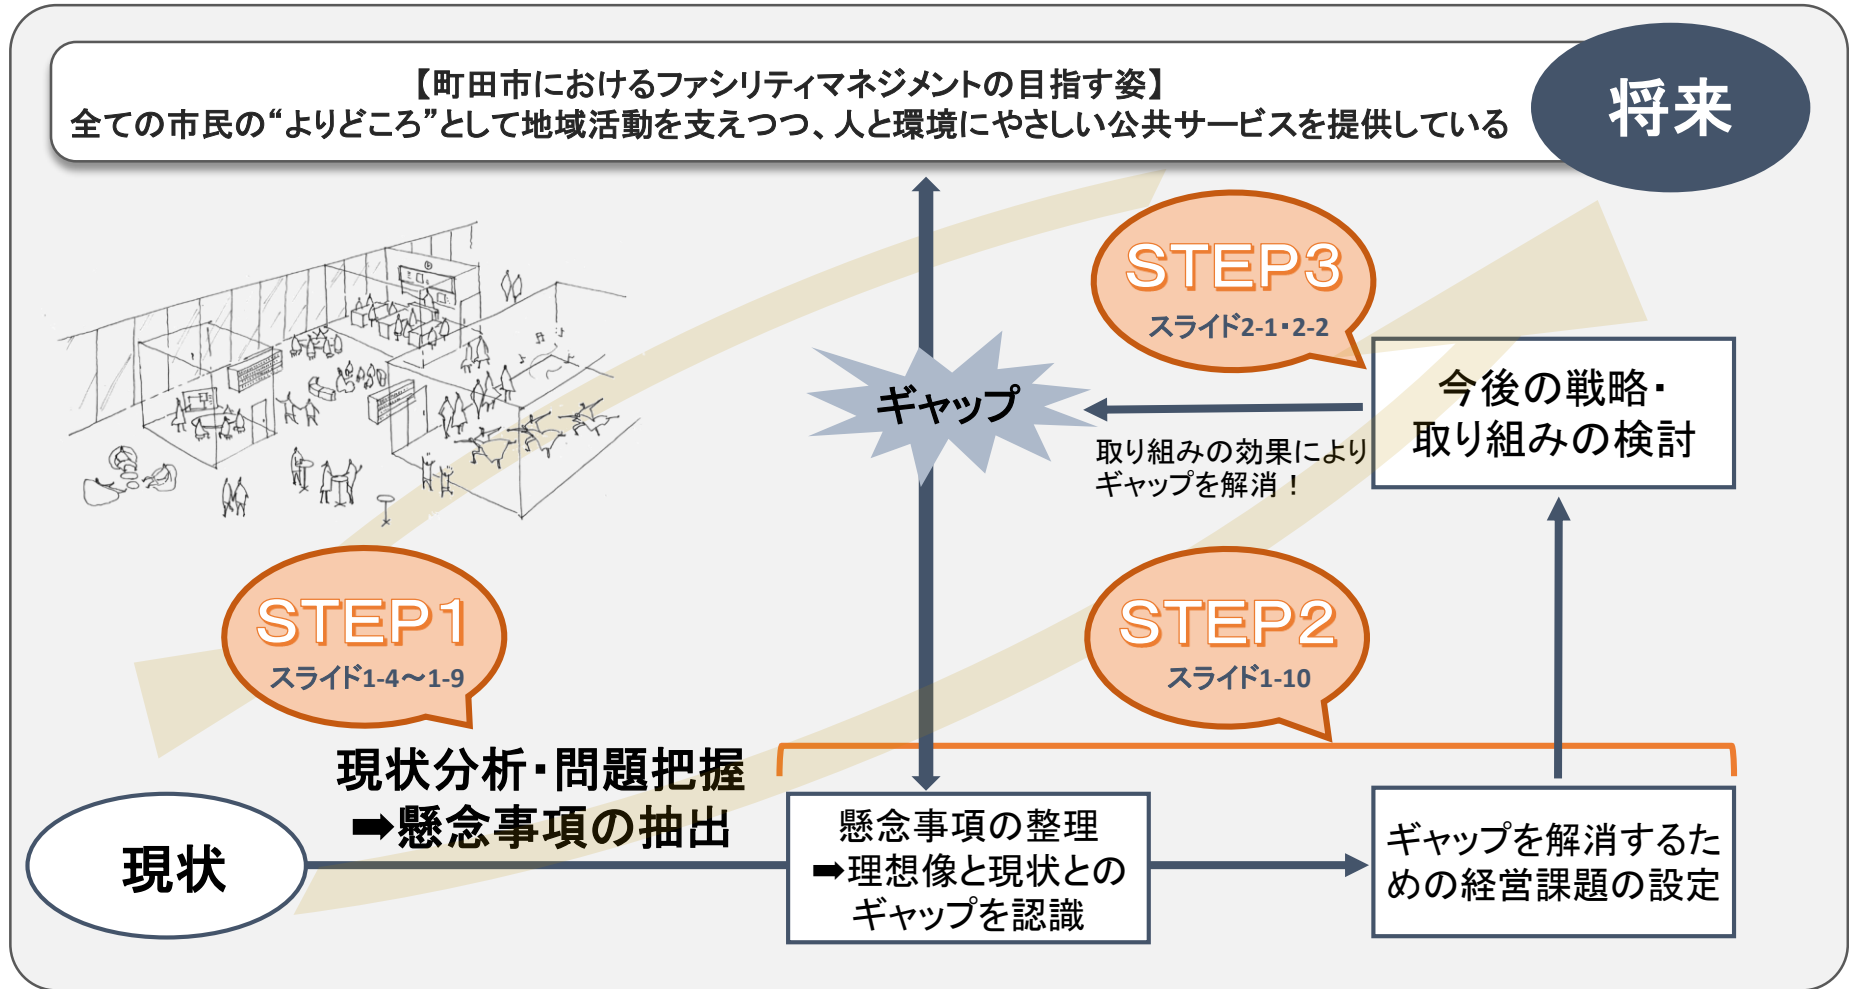 【町田市におけるファシリティマネジメントの目指す姿】
全ての市民の“よりどころ”として地域活動を支えつつ、人と環境にやさしい公共サービスを提供している
将来
STEP3
スライド2-1・2-2
ギャップ
今後の戦略・
取り組みの検討
取り組みの効果により
ギャップを解消！
STEP1
スライド1-4～1-9
STEP2
スライド1-10
現状分析・問題把握
➡懸念事項の抽出
現状
懸念事項の整理
➡理想像と現状との
ギャップを認識
ギャップを解消するた
めの経営課題の設定